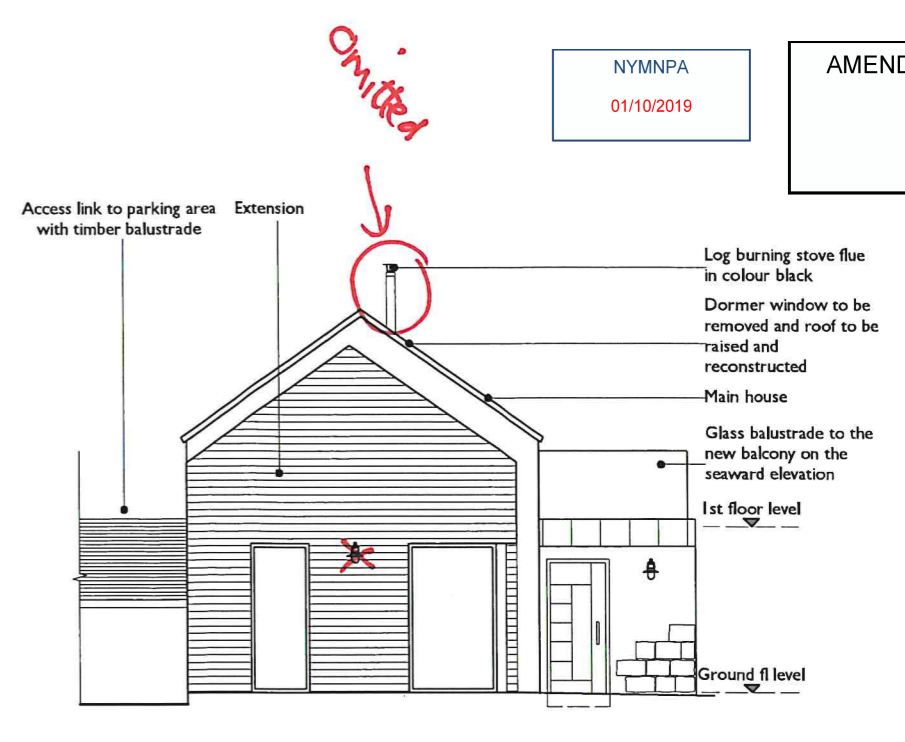 Omitted
NYMNPA
01/10/2019
AMEND
Access link to parking area
with timber balustrade
Extension
Log burning stove flue
in colour black
Dormer window to be
removed and roof to be
raised and
reconstructed
Main house
Glass balustrade to the
new balcony on the
seaward elevation
1st floor level
Ground fl level